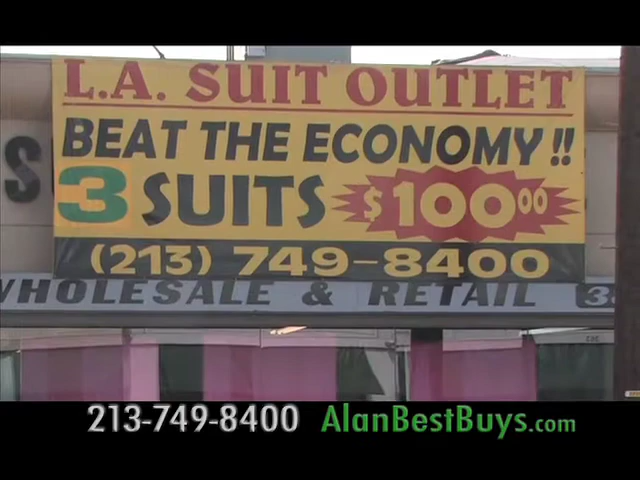 L.A. SUIT OUTLET
BEAT THE ECONOMY !!
3 SUITS $100.00
(213) 749-8400
WHOLESALE & RETAIL
213-749-8400 AlanBestBuys.com